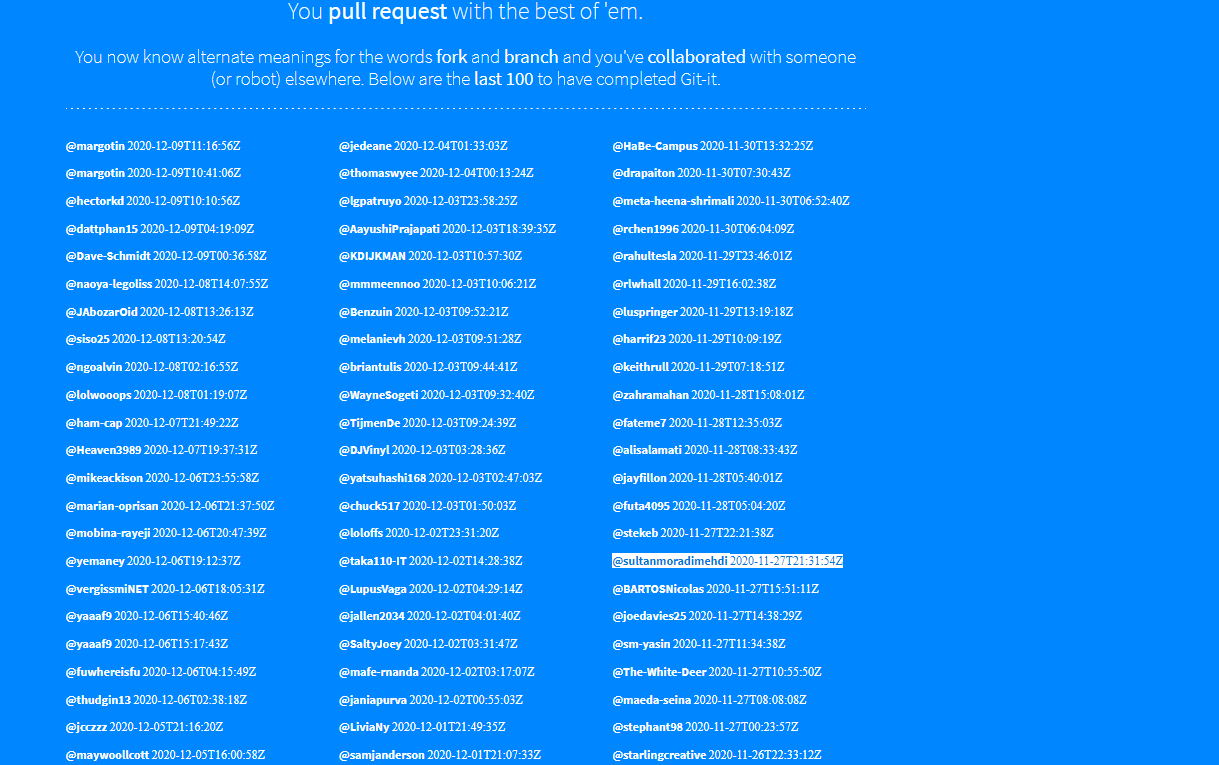 You pull request with the best of 'em.
You now know alternate meanings for the words fork and branch and you've collaborated with someone
(or robot) elsewhere. Below are the last 100 to have completed Git-it.
@margotin 2020-12-09T11:16:56Z
@margotin 2020-12-09T10:41:06Z
@hectorkd 2020-12-09T10:10:56Z
@dattphan15 2020-12-09T04:19:09Z
@Dave-Schmidt 2020-12-09T00:36:58Z
@naoya-legoliss 2020-12-08T14:07:55Z
@JAbozarOid 2020-12-08T13:26:13Z
@siso25 2020-12-08T13:20:54Z
@ngoalvin 2020-12-08T02:16:55Z
@lolwooops 2020-12-08T01:19:07Z
@ham-cap 2020-12-07T21:49:22Z
@Heaven3989 2020-12-07T19:37:31Z
@mikeackison 2020-12-06T23:55:58Z
@marian-oprisan 2020-12-06T21:37:50Z
@mobina-rayeji 2020-12-06T20:47:39Z
@yemaney 2020-12-06T19:12:37Z
@vergissmiNET 2020-12-06T18:05:31Z
@yaaaf9 2020-12-06T15:40:46Z
@yaaaf9 2020-12-06T15:17:43Z
@fuwhereisfu 2020-12-06T04:15:49Z
@thudgin13 2020-12-06T02:38:18Z
@jccczzz 2020-12-05T21:16:20Z
@maywoollcott 2020-12-05T16:00:58Z
@jedeane 2020-12-04T01:33:03Z
@thomaswyee 2020-12-04T00:13:24Z
@lgpatruyo 2020-12-03T23:58:25Z
@AayushiPrajapati 2020-12-03T18:39:35Z
@KDIJKMAN 2020-12-03T10:57:30Z
@mmmeennoo 2020-12-03T10:06:21Z
@Benzuin 2020-12-03T09:52:21Z
@melanievh 2020-12-03T09:51:28Z
@briantulis 2020-12-03T09:44:41Z
@WayneSogeti 2020-12-03T09:32:40Z
@TijmenDe 2020-12-03T09:24:39Z
@DJVinyl 2020-12-03T03:28:36Z
@yatsuhashi168 2020-12-03T02:47:03Z
@chuck517 2020-12-03T01:50:03Z
@loloffs 2020-12-02T23:31:20Z
@taka110-IT 2020-12-02T14:28:38Z
@LupusVaga 2020-12-02T04:29:14Z
@jallen2034 2020-12-02T04:01:40Z
@SaltyJoey 2020-12-02T03:31:47Z
@mafe-rnanda 2020-12-02T03:17:07Z
@janiapurva 2020-12-02T00:55:03Z
@LiviaNy 2020-12-01T21:49:35Z
@samjanderson 2020-12-01T21:07:33Z
@HaBe-Campus 2020-11-30T13:32:25Z
@drapaiton 2020-11-30T07:30:43Z
@meta-heena-shrimali 2020-11-30T06:52:40Z
@rchen1996 2020-11-30T06:04:09Z
@rahultesla 2020-11-29T23:46:01Z
@rlwhall 2020-11-29T16:02:38Z
@luspringer 2020-11-29T13:19:18Z
@harrif23 2020-11-29T10:09:19Z
@keithrull 2020-11-29T07:18:51Z
@zahramahan 2020-11-28T15:08:01Z
@fateme7 2020-11-28T12:35:03Z
@alisalamati 2020-11-28T08:33:43Z
@jayfillon 2020-11-28T05:40:01Z
@futa4095 2020-11-28T05:04:20Z
@stekeb 2020-11-27T22:21:38Z
@sultanmoradimehdi 2020-11-27T21:31:54Z
@BARTOSNicolas 2020-11-27T15:51:11Z
@joedavies25 2020-11-27T14:38:29Z
@sm-yasin 2020-11-27T11:34:38Z
@The-White-Deer 2020-11-27T10:55:50Z
@maeda-seina 2020-11-27T08:08:08Z
@stephant98 2020-11-27T00:23:57Z
@starlingcreative 2020-11-26T22:33:12Z